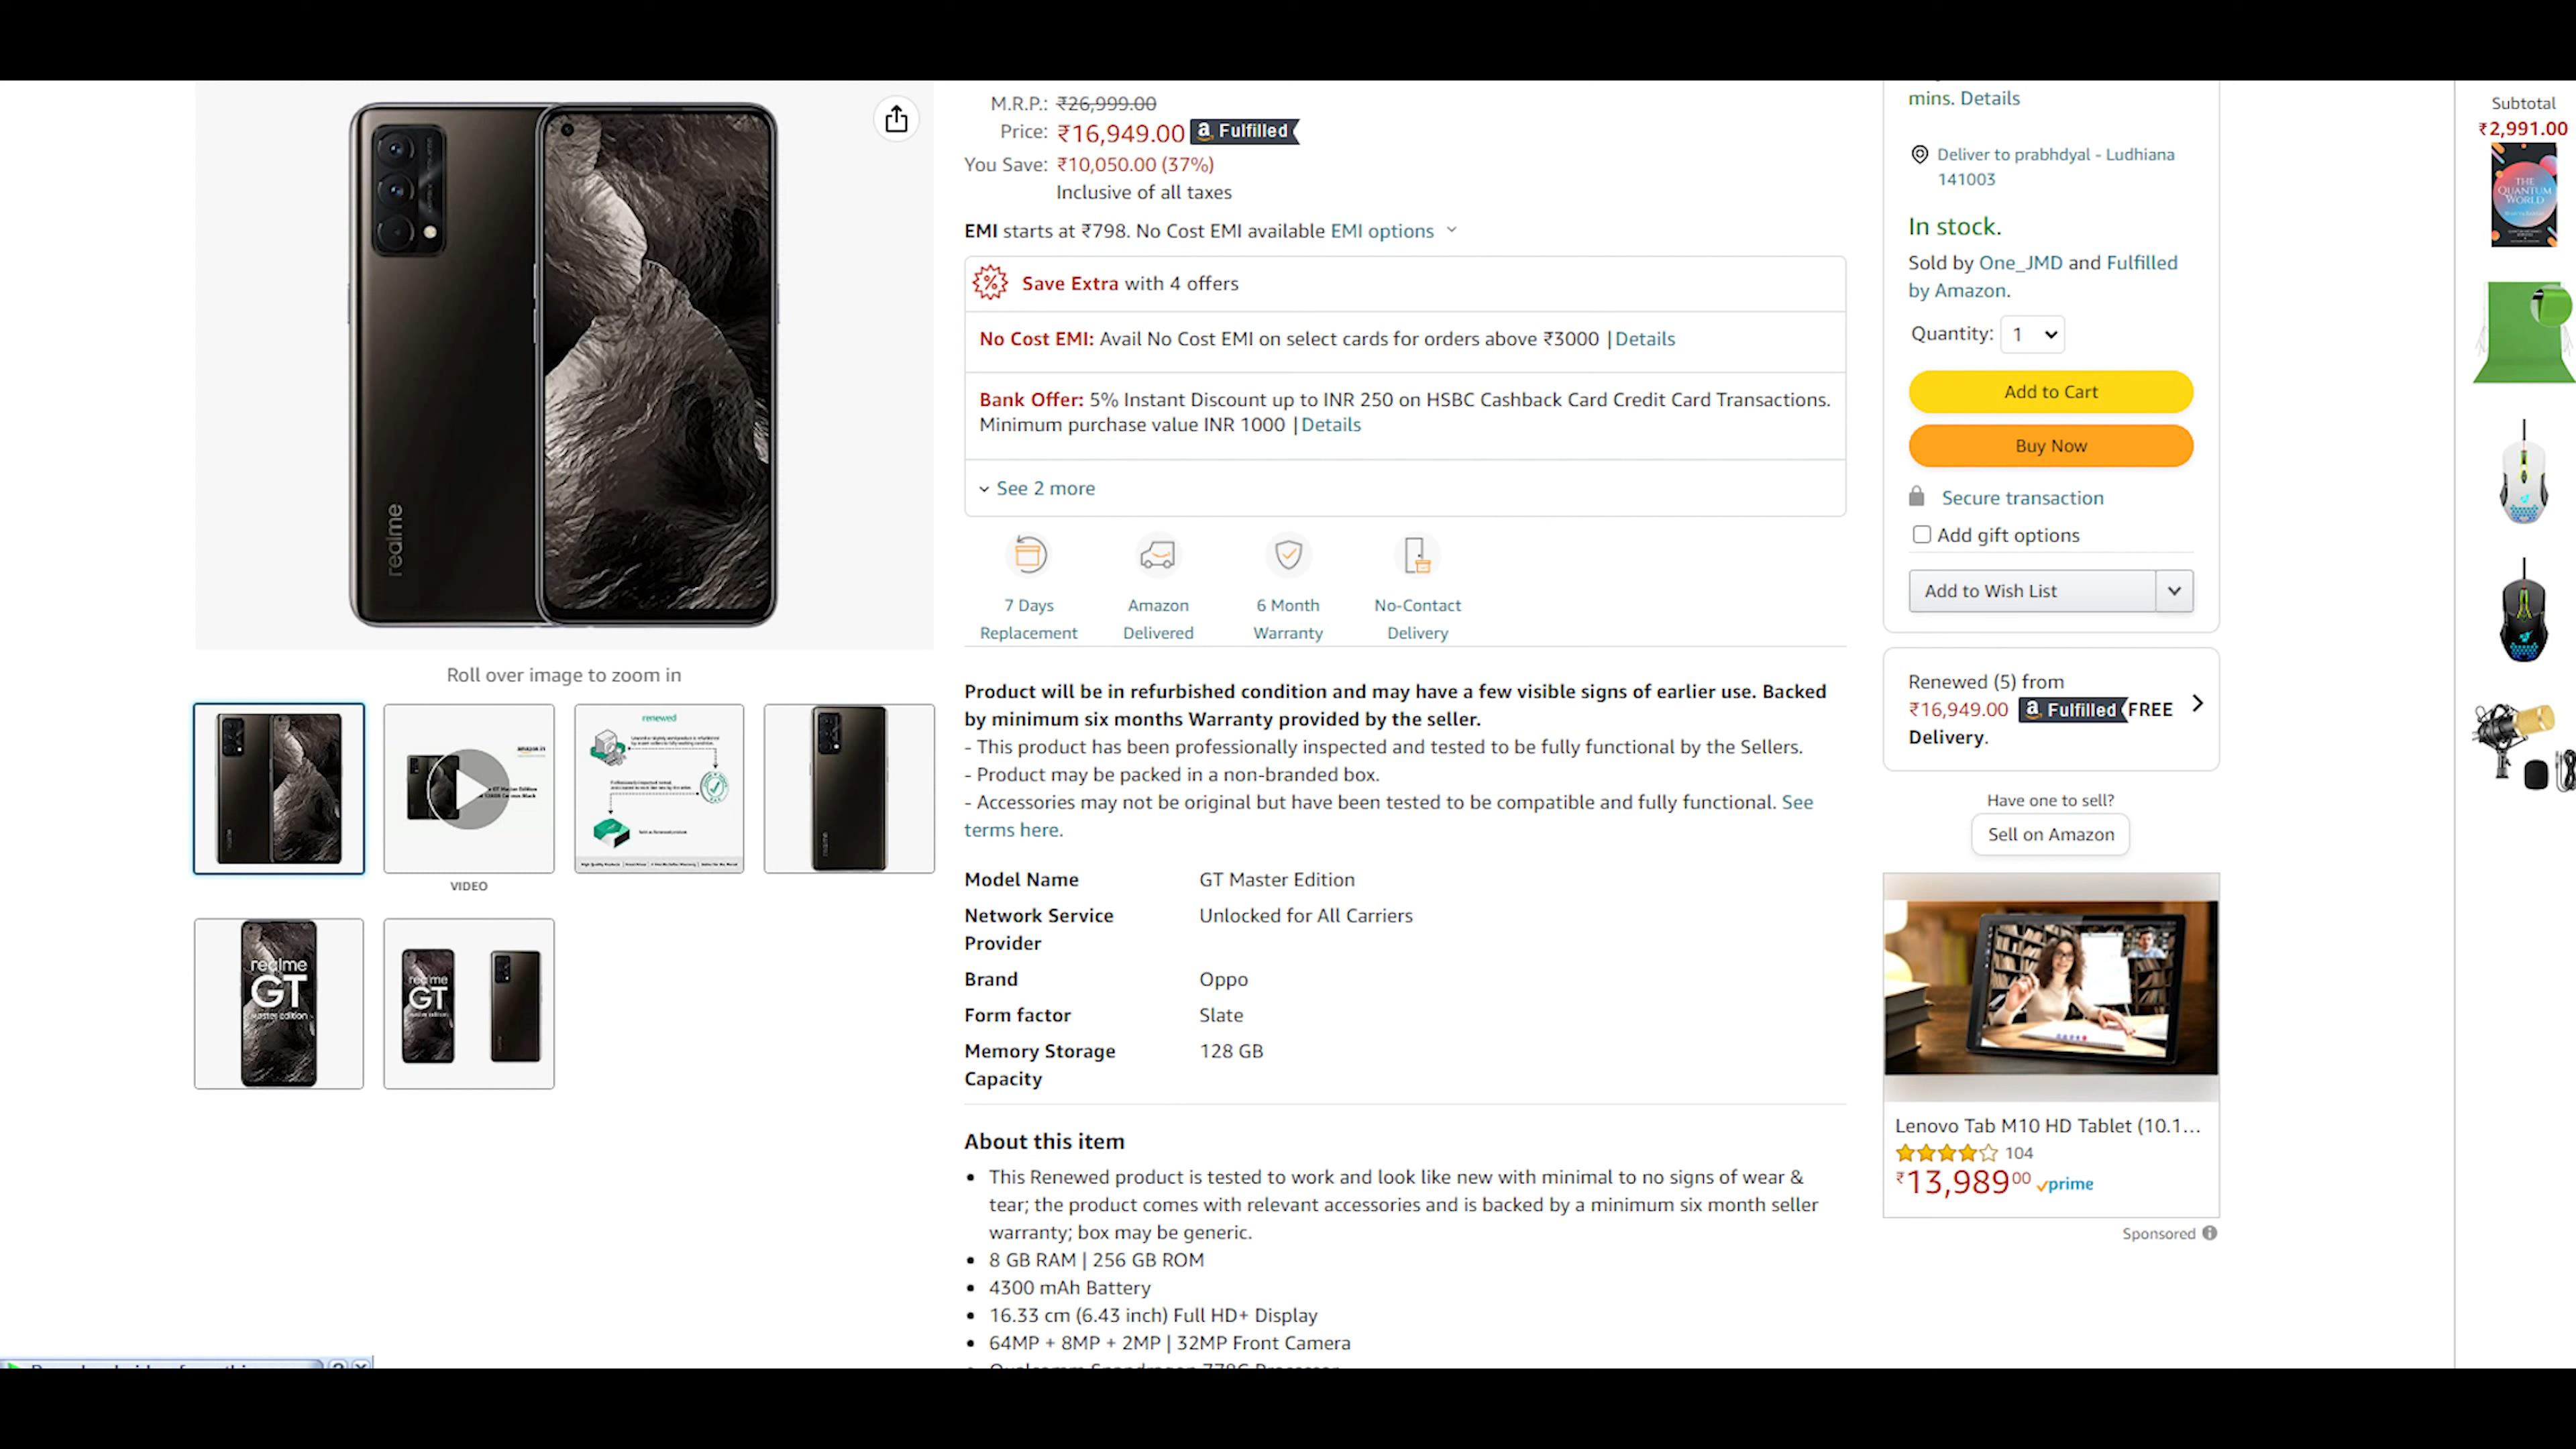 M.R.P.: ₹26,999.00
Price: ₹16,949.00 a Fulfilled
You Save: ₹10,050.00 (37%)
Inclusive of all taxes
EMI starts at ₹798. No Cost EMI available EMI options
Save Extra with 4 offers
No Cost EMI: Avail No Cost EMI on select cards for orders above ₹3000 | Details
Bank Offer: 5% Instant Discount up to INR 250 on HSBC Cashback Card Credit Card Transactions.
Minimum purchase value INR 1000 | Details
See 2 more
7 Days
Replacement
Amazon
Delivered
6 Month
Warranty
No-Contact
Delivery
Product will be in refurbished condition and may have a few visible signs of earlier use. Backed
by minimum six months Warranty provided by the seller.
- This product has been professionally inspected and tested to be fully functional by the Sellers.
- Product may be packed in a non-branded box.
- Accessories may not be original but have been tested to be compatible and fully functional. See
terms here.
Model Name GT Master Edition
Network Service Unlocked for All Carriers
Provider
Brand Oppo
Form factor Slate
Memory Storage 128 GB
Capacity
About this item
This Renewed product is tested to work and look like new with minimal to no signs of wear &
tear; the product comes with relevant accessories and is backed by a minimum six month seller
warranty; box may be generic.
8 GB RAM | 256 GB ROM
4300 mAh Battery
16.33 cm (6.43 inch) Full HD+ Display
64MP + 8MP + 2MP | 32MP Front Camera
realme
Roll over image to zoom in
renewed
VIDEO
realme
GT
Master Edition
realme
GT
mins. Details
Deliver to prabhdyal - Ludhiana
141003
In stock.
Sold by One_JMD and Fulfilled
by Amazon.
Quantity: 1
Add to Cart
Buy Now
Secure transaction
Add gift options
Add to Wish List
Renewed (5) from
₹16,949.00 a Fulfilled FREE
Delivery.
Have one to sell?
Sell on Amazon
Lenovo Tab M10 HD Tablet (10.1...
104
₹13,98900 prime
Sponsored
Subtotal
₹2,991.00
THE
QUANTUM
WORLD